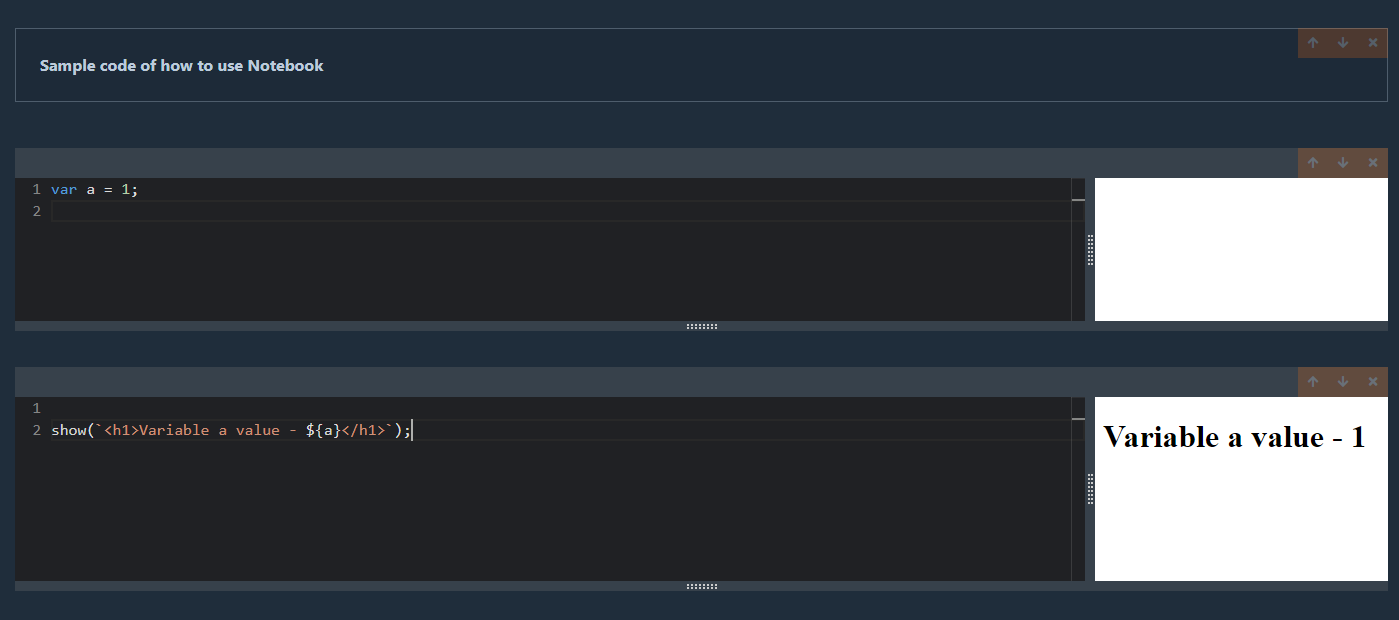 Sample code of how to use Notebook
1 var a = 1;
2
1
2 show(`<h1>Variable a value - ${a}</h1>`);
Variable a value - 1